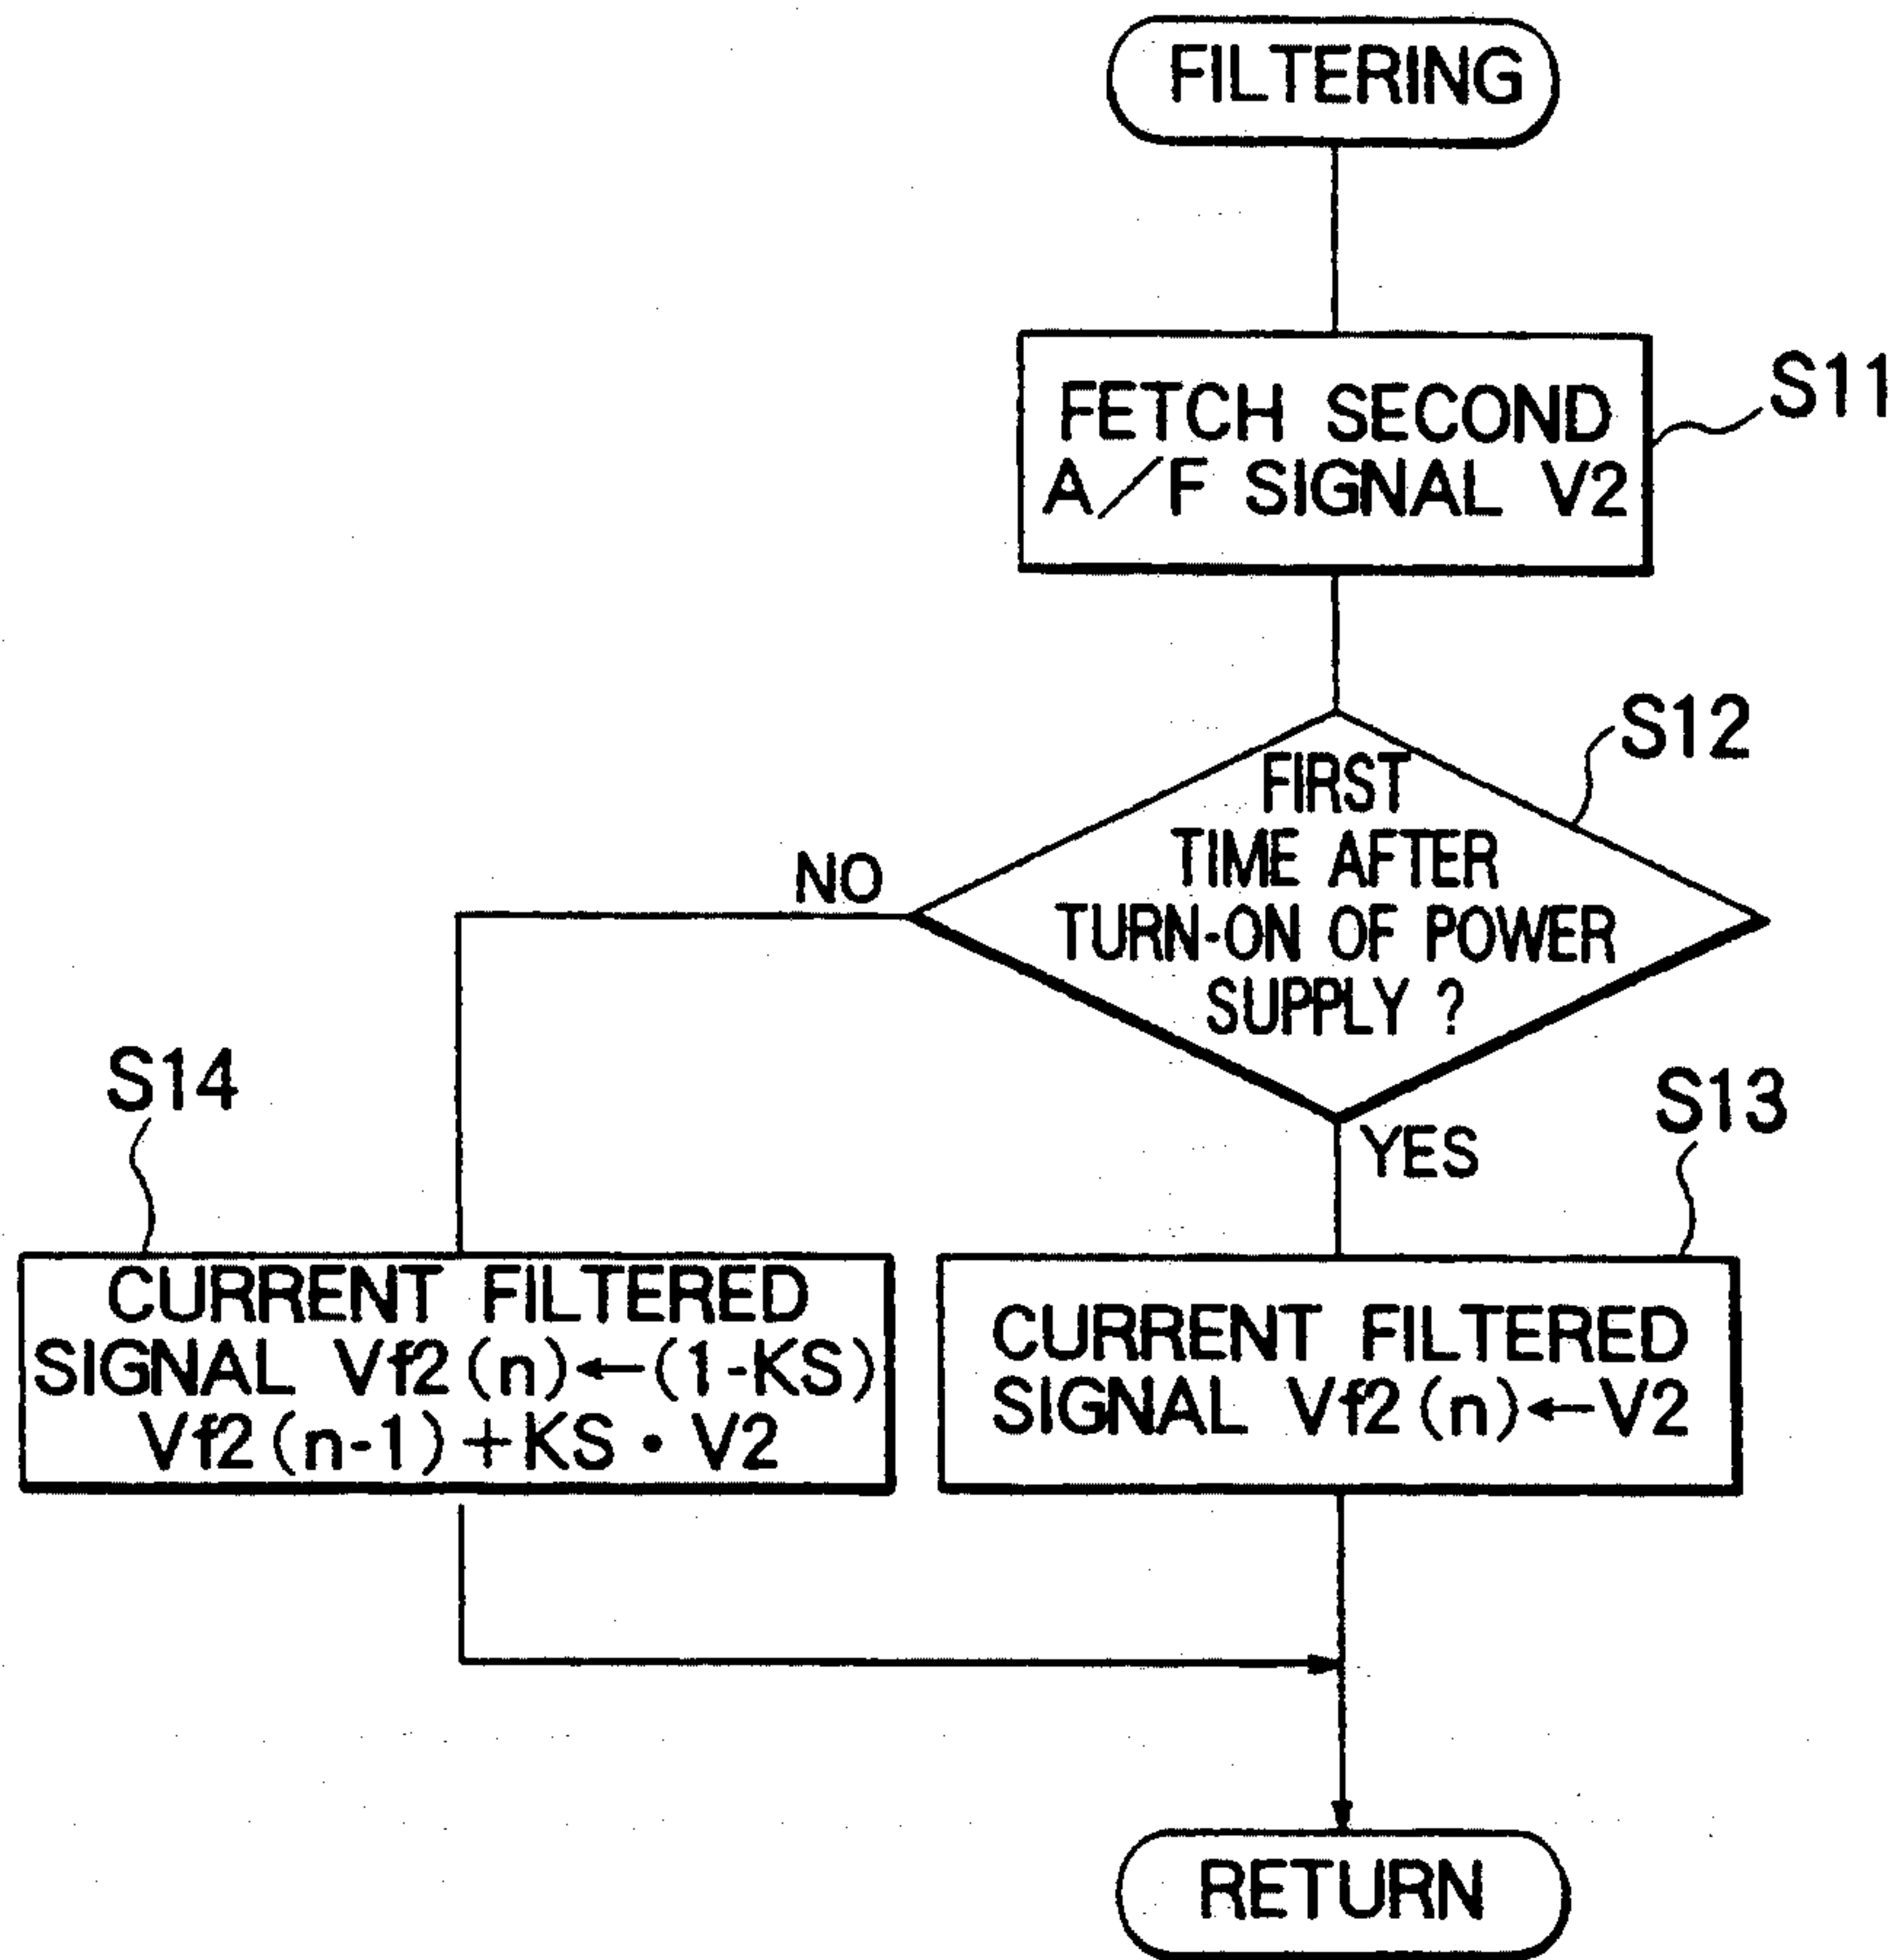 FILTERING
FETCH SECOND
A/F SIGNAL V2
S11
FIRST
TIME AFTER
TURN-ON OF POWER
SUPPLY ?
S12
NO
YES
S14
CURRENT FILTERED
SIGNAL Vf2(n)←(1-KS)
Vf2(n-1)+KS・V2
S13
CURRENT FILTERED
SIGNAL Vf2(n)←V2
RETURN